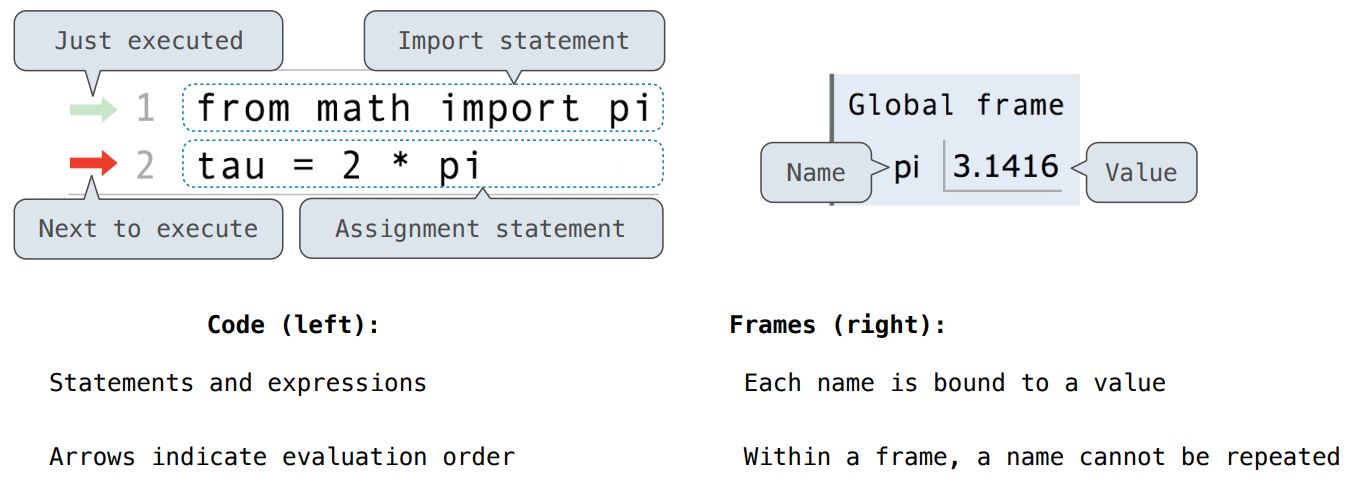 Just executed
Import statement
1 from math import pi
2 tau = 2 * pi
Next to execute
Assignment statement
Global frame
Name
pi 3.1416
Value
Code (left):
Statements and expressions
Arrows indicate evaluation order
Frames (right):
Each name is bound to a value
Within a frame, a name cannot be repeated